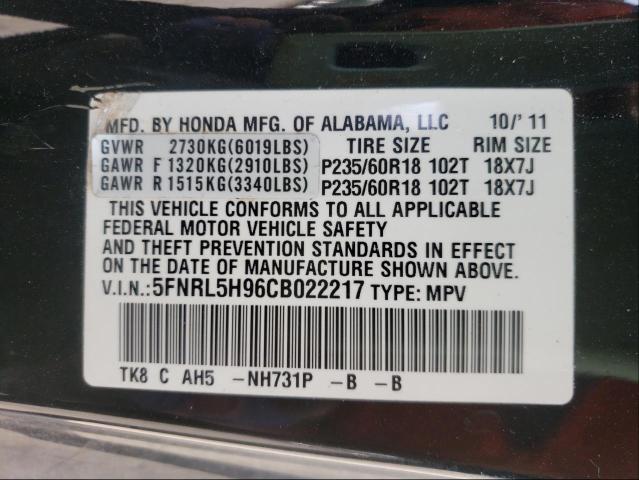 MFD. BY HONDA MFG. OF ALABAMA, LLC 10/'11
GVWR 2730KG(6019LBS) TIRE SIZE RIM SIZE
GAWR F 1320KG(2910LBS) P235/60R18 102T 18X7J
GAWR R 1515KG(3340LBS) P235/60R18 102T 18X7J
THIS VEHICLE CONFORMS TO ALL APPLICABLE
FEDERAL MOTOR VEHICLE SAFETY
AND THEFT PREVENTION STANDARDS IN EFFECT
ON THE DATE OF MANUFACTURE SHOWN ABOVE.
V.I.N.:5FNRL5H96CB022217 TYPE: MPV
TK8 C AH5 -NH731P -B -B